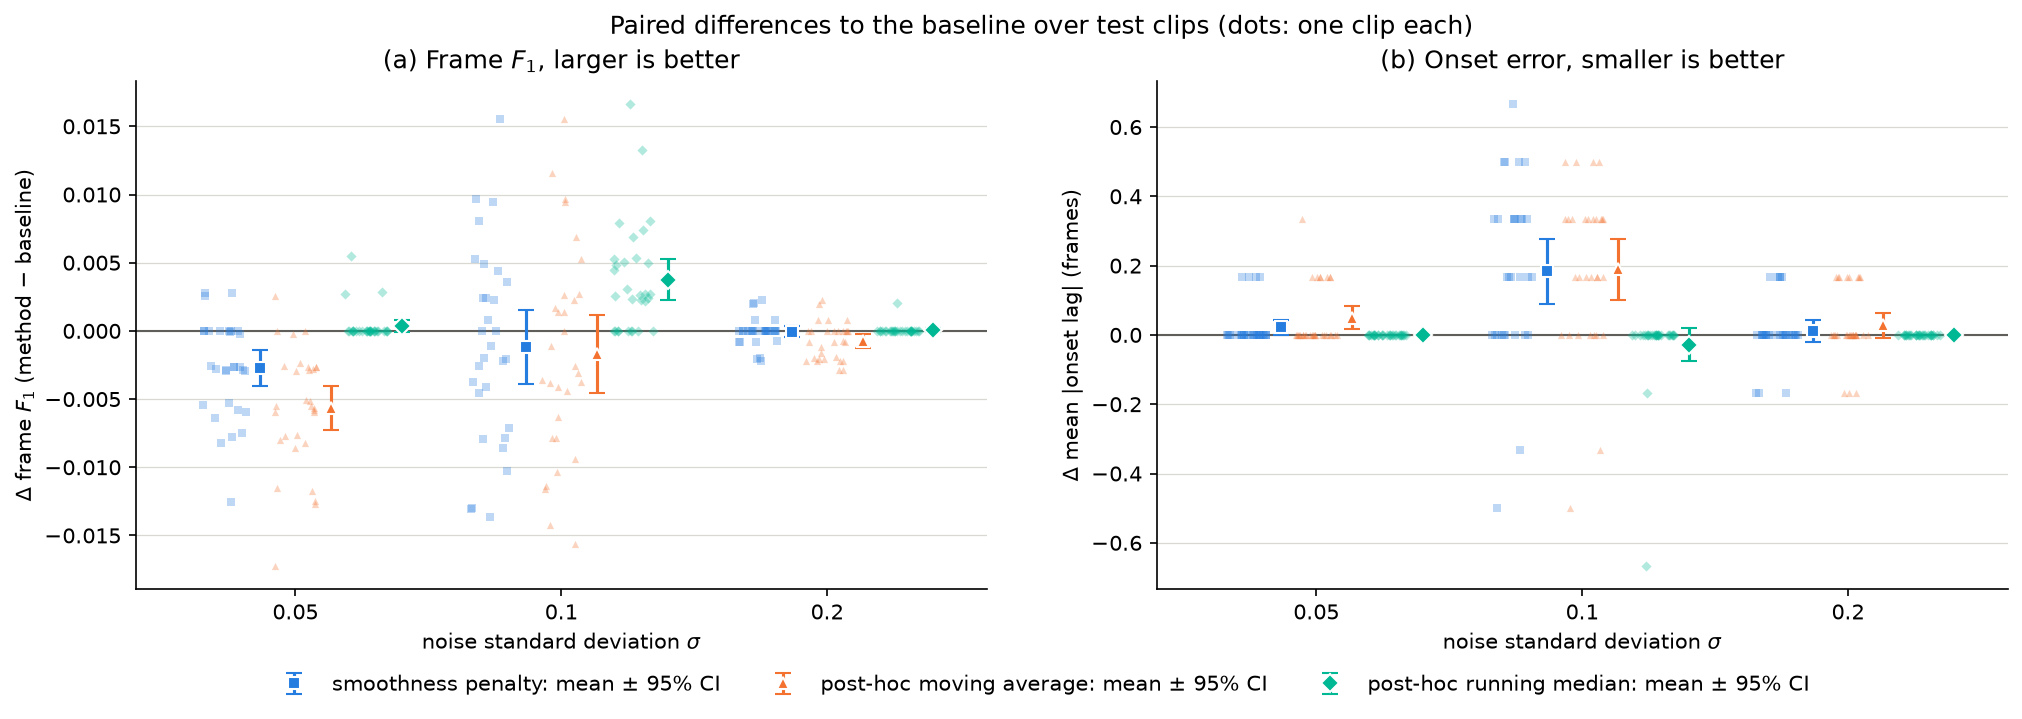 Paired differences to the baseline over test clips (dots: one clip each)
(a) Frame F₁, larger is better
0.015
0.010
0.005
0.000
−0.005
−0.010
−0.015
Δ frame F₁ (method − baseline)
0.05
0.1
0.2
noise standard deviation σ
(b) Onset error, smaller is better
0.6
0.4
0.2
0.0
−0.2
−0.4
−0.6
Δ mean |onset lag| (frames)
0.05
0.1
0.2
noise standard deviation σ
smoothness penalty: mean ± 95% CI
post-hoc moving average: mean ± 95% CI
post-hoc running median: mean ± 95% CI